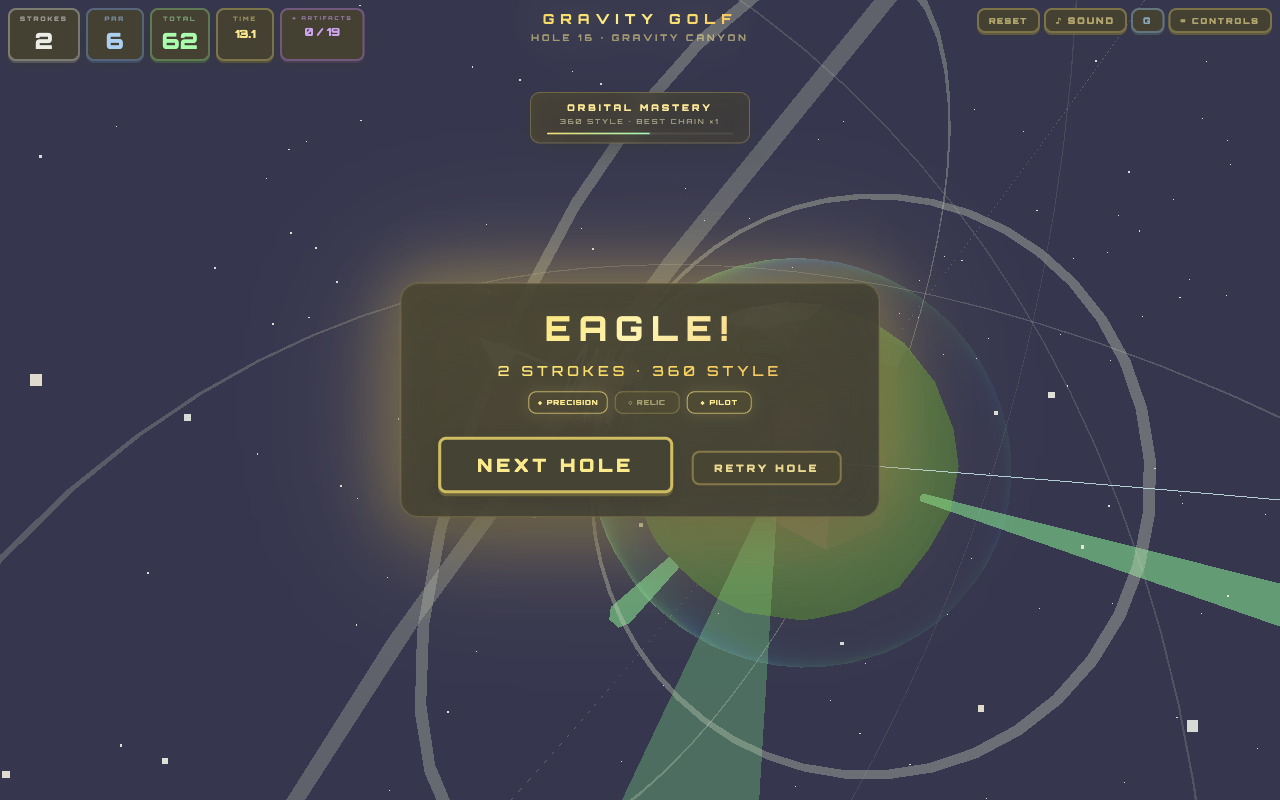 STROKES
2
PAR
6
TOTAL
62
TIME
13.1
ARTIFACTS
0 / 19
GRAVITY GOLF
HOLE 16 · GRAVITY CANYON
RESET
♪ SOUND
G
CONTROLS
ORBITAL MASTERY
360 STYLE · BEST CHAIN ×1
EAGLE!
2 STROKES · 360 STYLE
◆ PRECISION
◇ RELIC
◆ PILOT
NEXT HOLE
RETRY HOLE